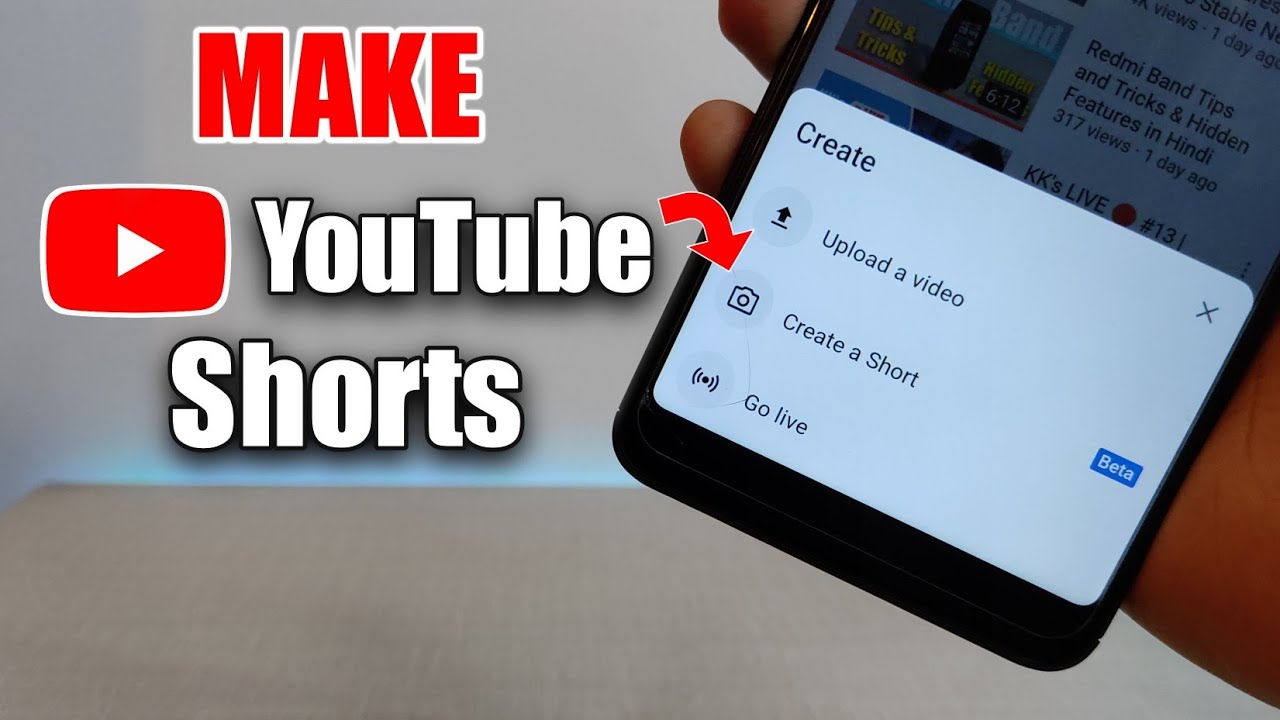 MAKE
YouTube
Shorts
Create
Upload a video
Create a Short
Go live
Beta
Tips &
Tricks
Band
Hidden
6:12
views · 1 day ago
Redmi Band Tips
and Tricks & Hidden
Features in Hindi
317 views · 1 day ago
KK's LIVE 🔴 #13 |